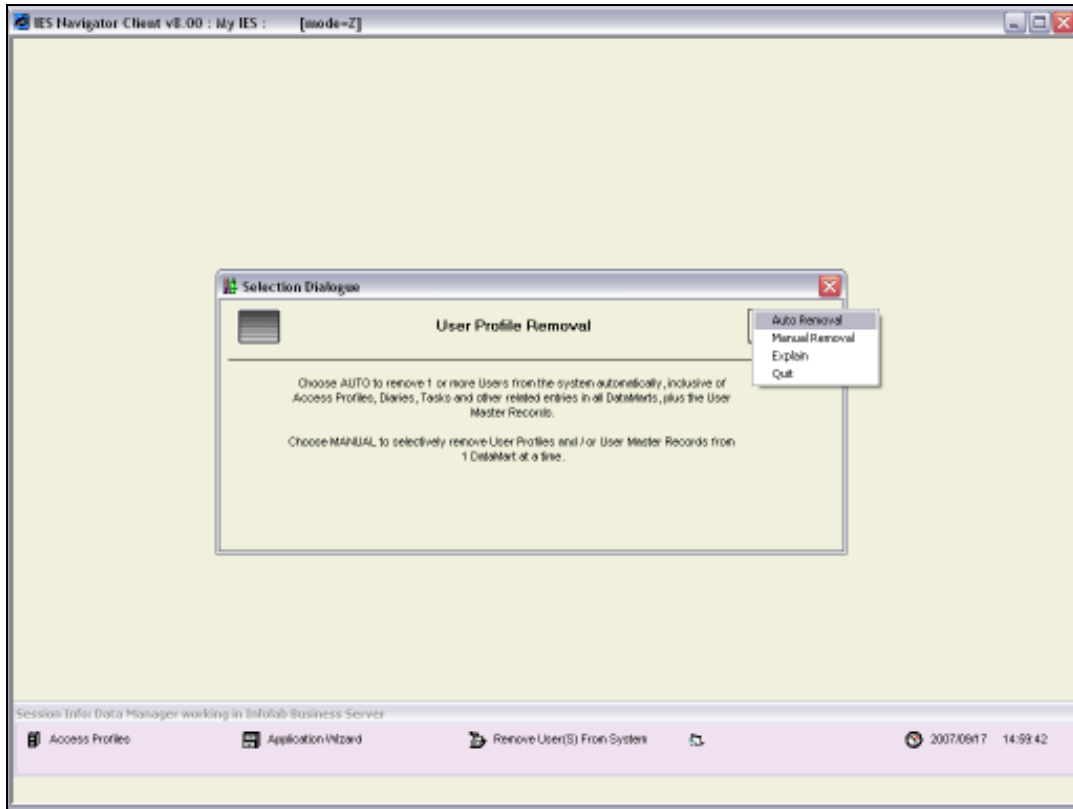 IES Navigator Client v8.00 : My IES : [mode=Z]
Selection Dialogue
User Profile Removal
Auto Removal
Manual Removal
Explain
Quit
Choose AUTO to remove 1 or more Users from the system automatically, inclusive of
Access Profiles, Diaries, Tasks and other related entries in all DataMarts, plus the User
Master Records.
Choose MANUAL to selectively remove User Profiles and / or User Master Records from
1 DataMart at a time.
Session Info: Data Manager working in Infolab Business Server
Access Profiles
Application Wizard
Remove User(S) From System
2007/09/17 14:59:42